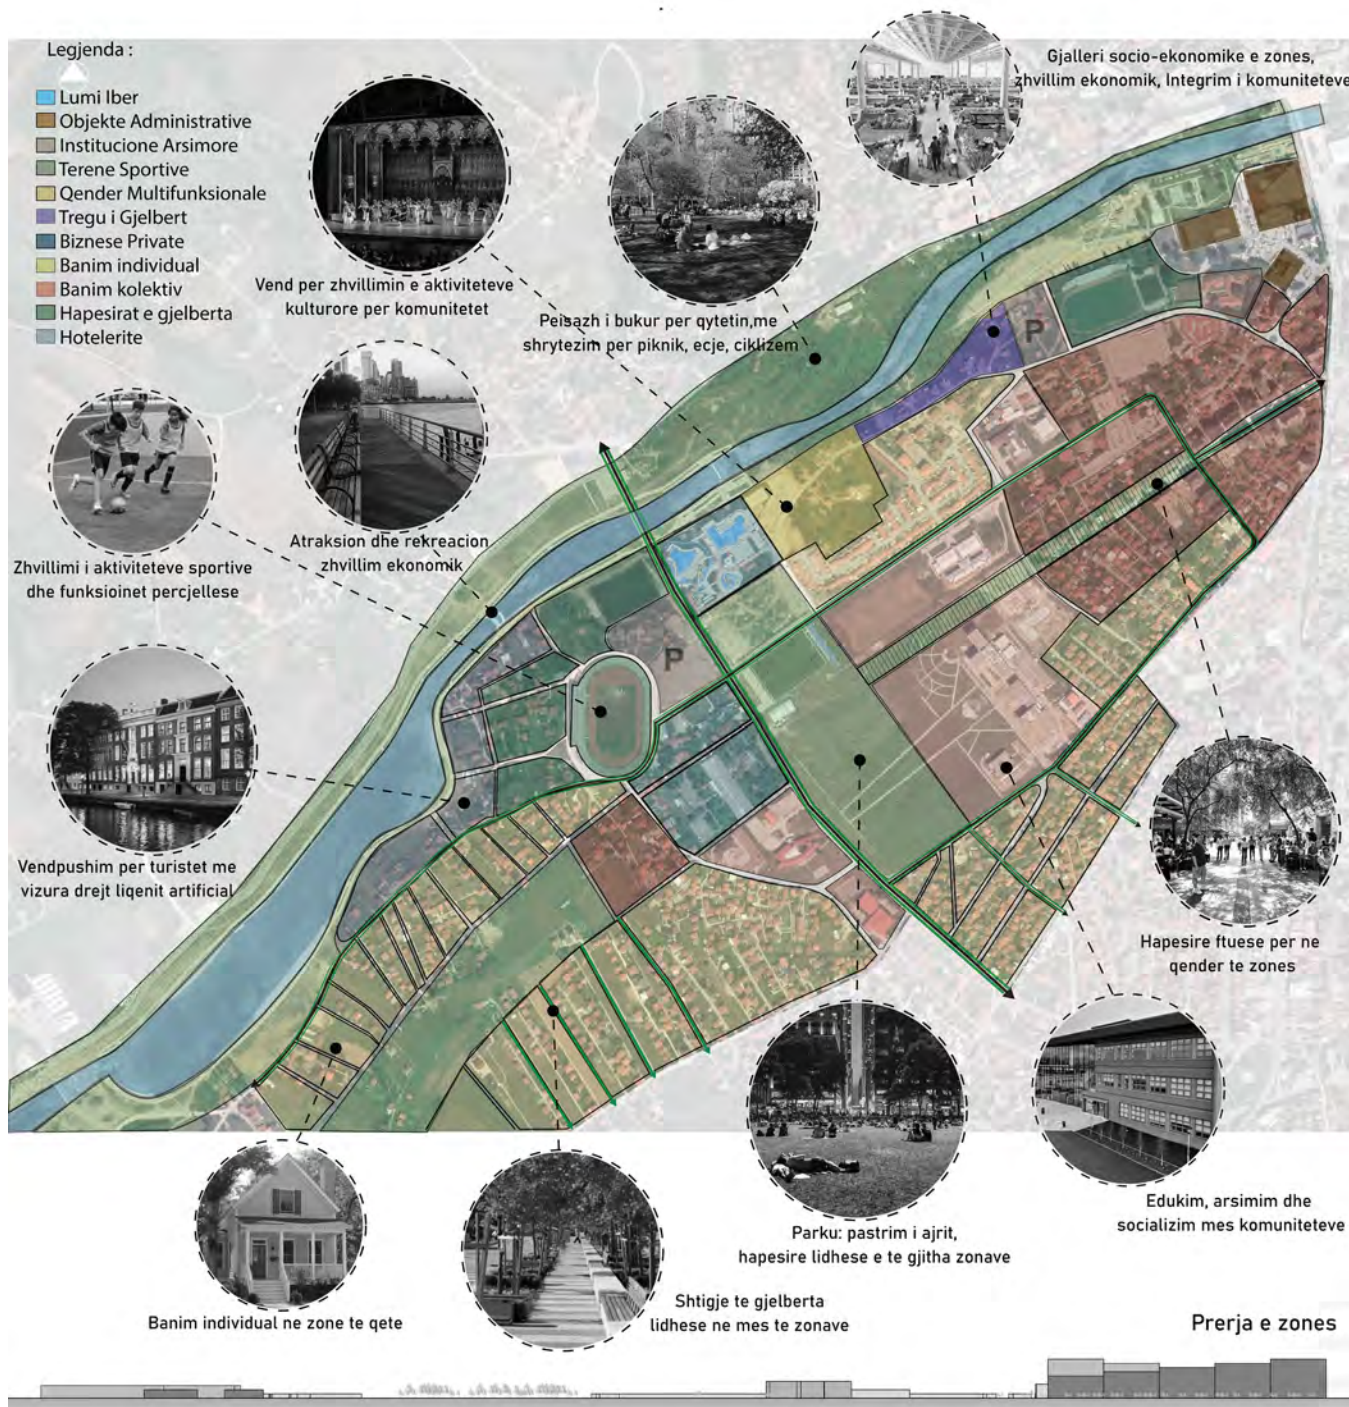 Legjenda :
Lumi Iber
Objekte Administrative
Institucione Arsimore
Terene Sportive
Qender Multifunksionale
Tregu i Gjelbert
Biznese Private
Banim individual
Banim kolektiv
Hapesirat e gjelberta
Hotelerite
Gjalleri socio-ekonomike e zones,
zhvillim ekonomik, Integrim i komuniteteve
Vend per zhvillimin e aktiviteteve
kulturore per komunitetet
Peisazh i bukur per qytetin,me
shrytezim per piknik, ecje, ciklizem
P
Atraksion dhe rekreacion
zhvillim ekonomik
Zhvillimi i aktiviteteve sportive
dhe funksioinet percjellese
P
Vendpushim per turistet me
vizura drejt liqenit artificial
Hapesire ftuese per ne
qender te zones
Edukim, arsimim dhe
socializim mes komuniteteve
Parku: pastrim i ajrit,
hapesire lidhese e te gjitha zonave
Shtigje te gjelberta
lidhese ne mes te zonave
Banim individual ne zone te qete
Prerja e zones